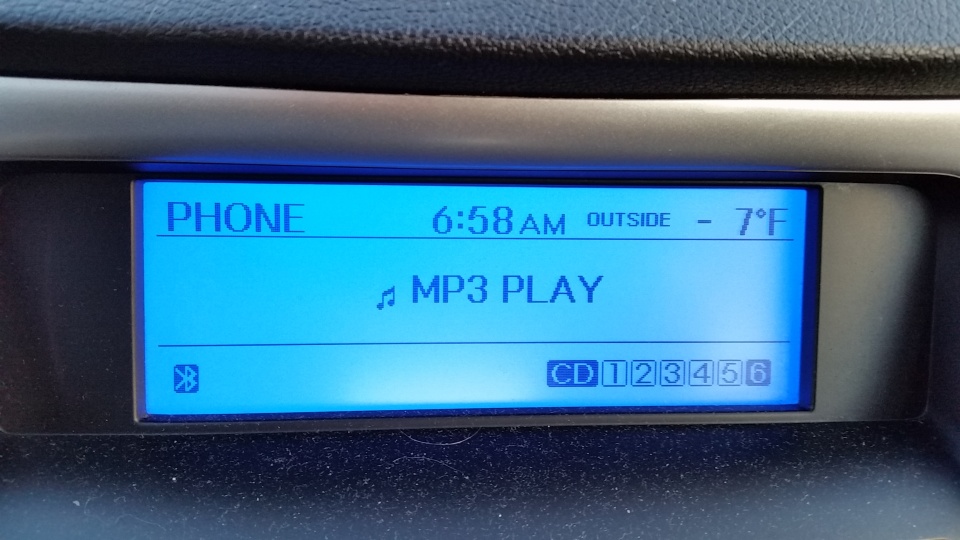 PHONE 6:58 AM OUTSIDE - 7°F
MP3 PLAY
CD 1 2 3 4 5 6